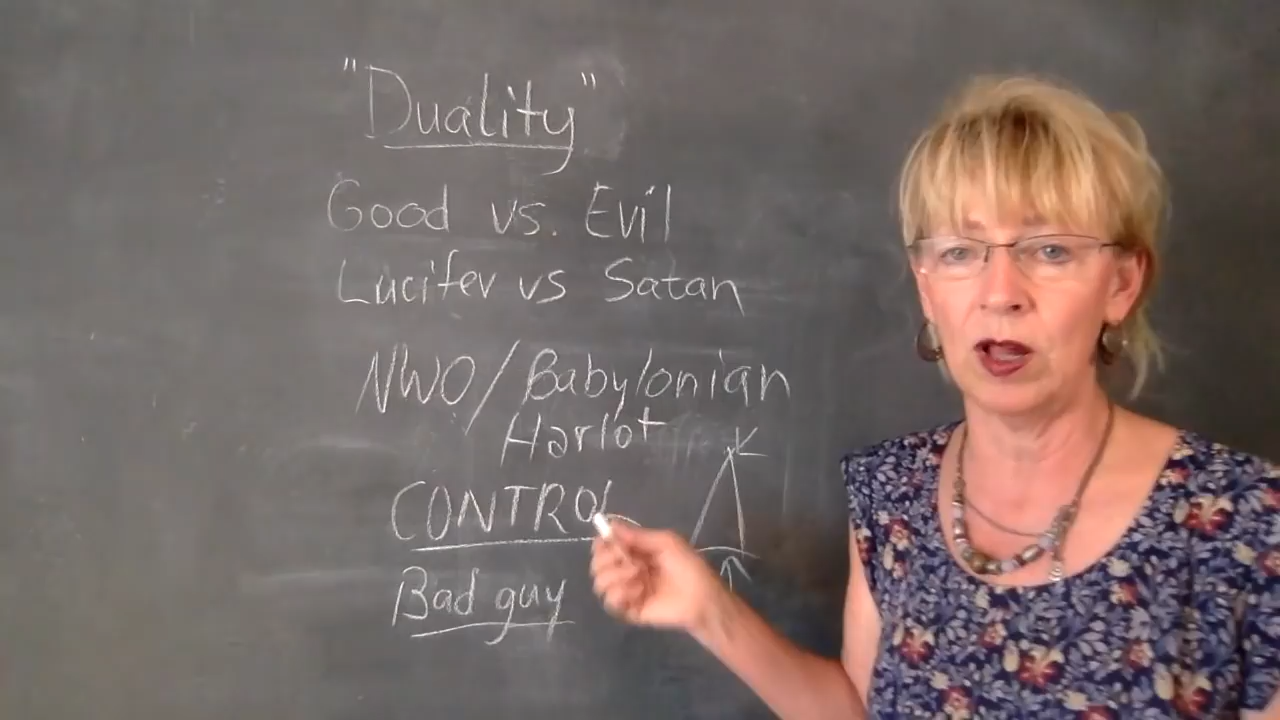 "Duality"
Good vs. Evil
Lucifer vs Satan
NWO/Babylonian
Harlot
CONTROL
Bad guy